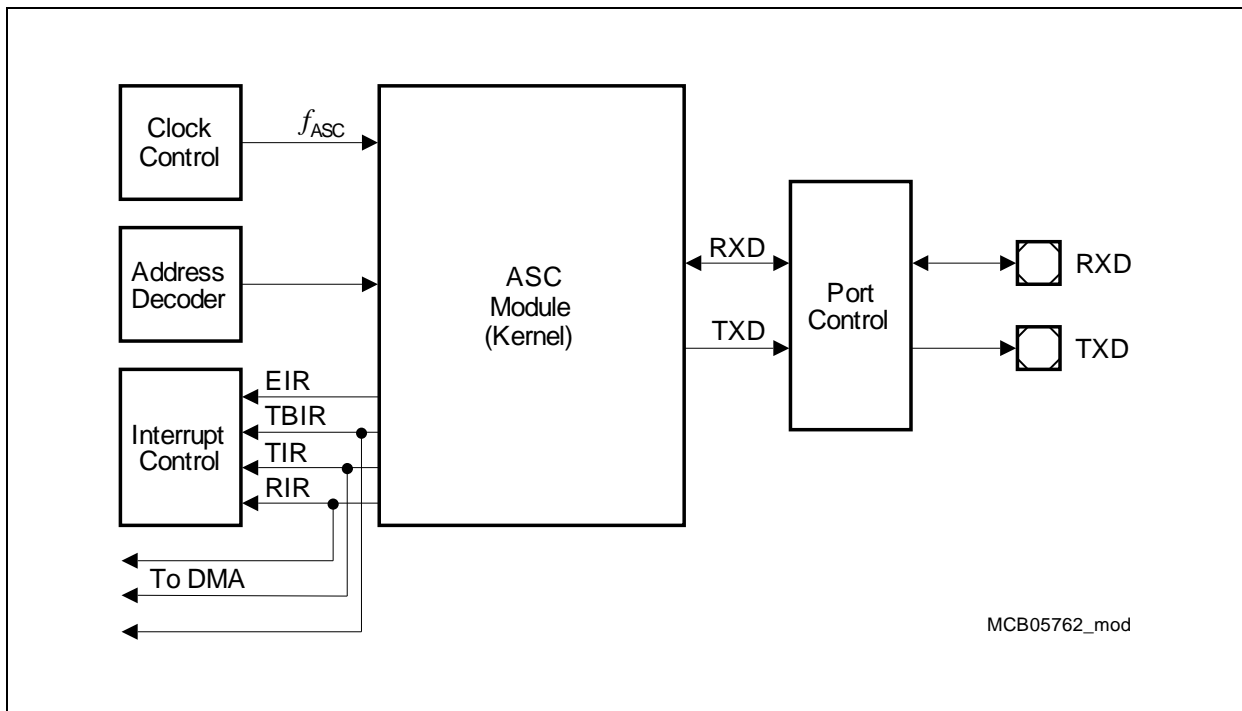 Clock
Control
fASC
Address
Decoder
Interrupt
Control
EIR
TBIR
TIR
RIR
To DMA
ASC
Module
(Kernel)
RXD
TXD
Port
Control
RXD
TXD
MCB05762_mod